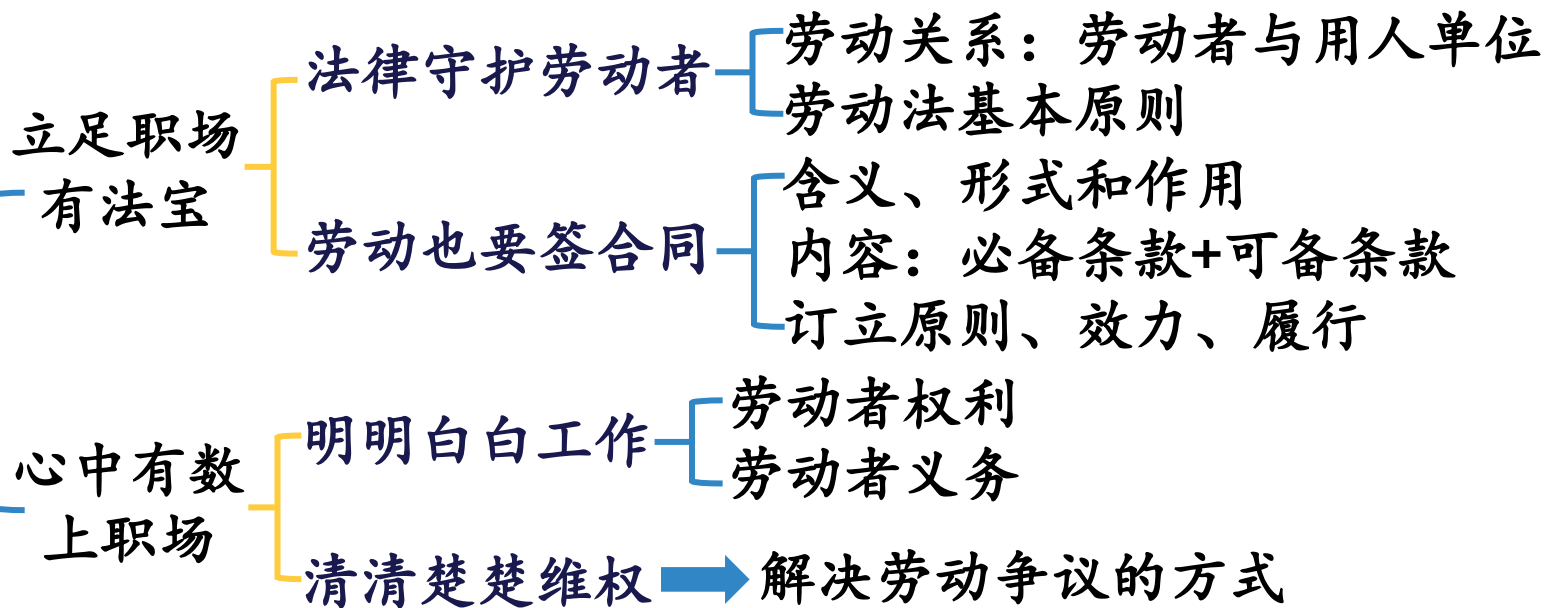 立足职场
有法宝
法律守护劳动者
劳动关系：劳动者与用人单位
劳动法基本原则
劳动也要签合同
含义、形式和作用
内容：必备条款+可备条款
订立原则、效力、履行
心中有数
上职场
明明白白工作
劳动者权利
劳动者义务
清清楚楚维权
解决劳动争议的方式